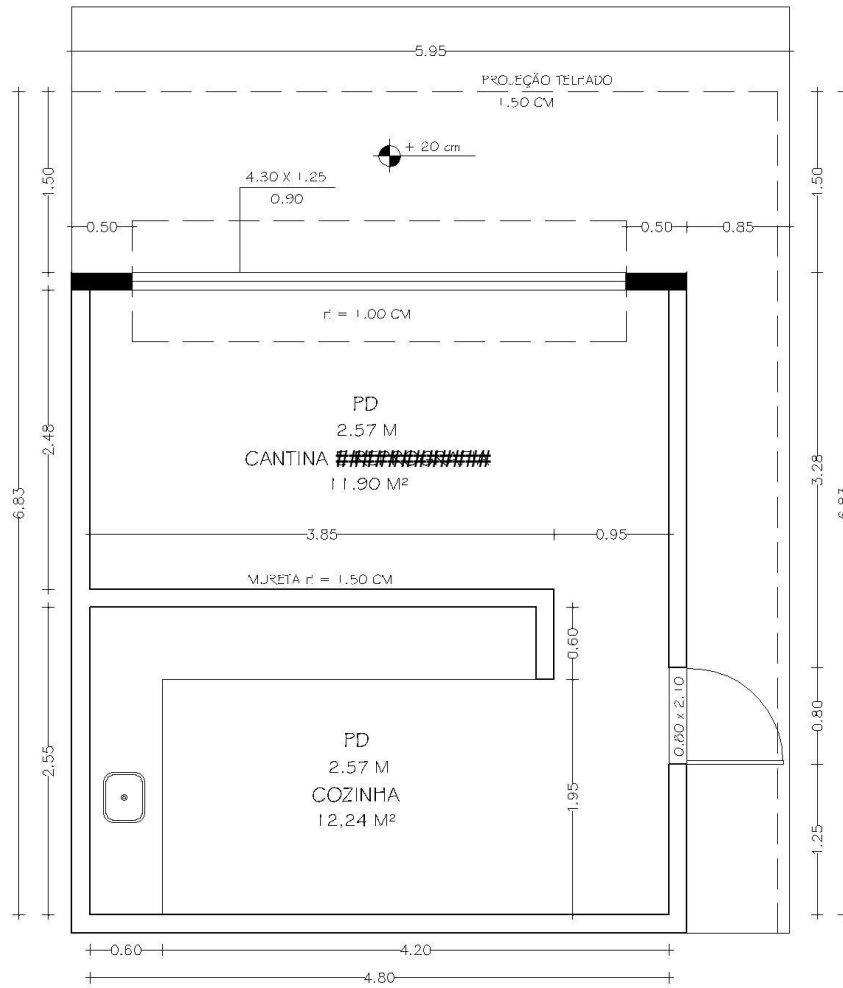 5.95
PROJEÇÃO TELHADO
1.50 CM
+ 20 cm
1.50
1.50
4.30 X 1.25
0.90
0.50
0.50
0.85
H = 1.00 CM
PD
2.57 M
CANTINA
11.90 M²
2.48
3.28
6.83
6.83
3.85
0.95
MURETA H = 1.50 CM
0.60
0.80 x 2.10
0.80
PD
2.57 M
COZINHA
12,24 M²
2.55
1.95
1.25
0.60
4.20
4.80